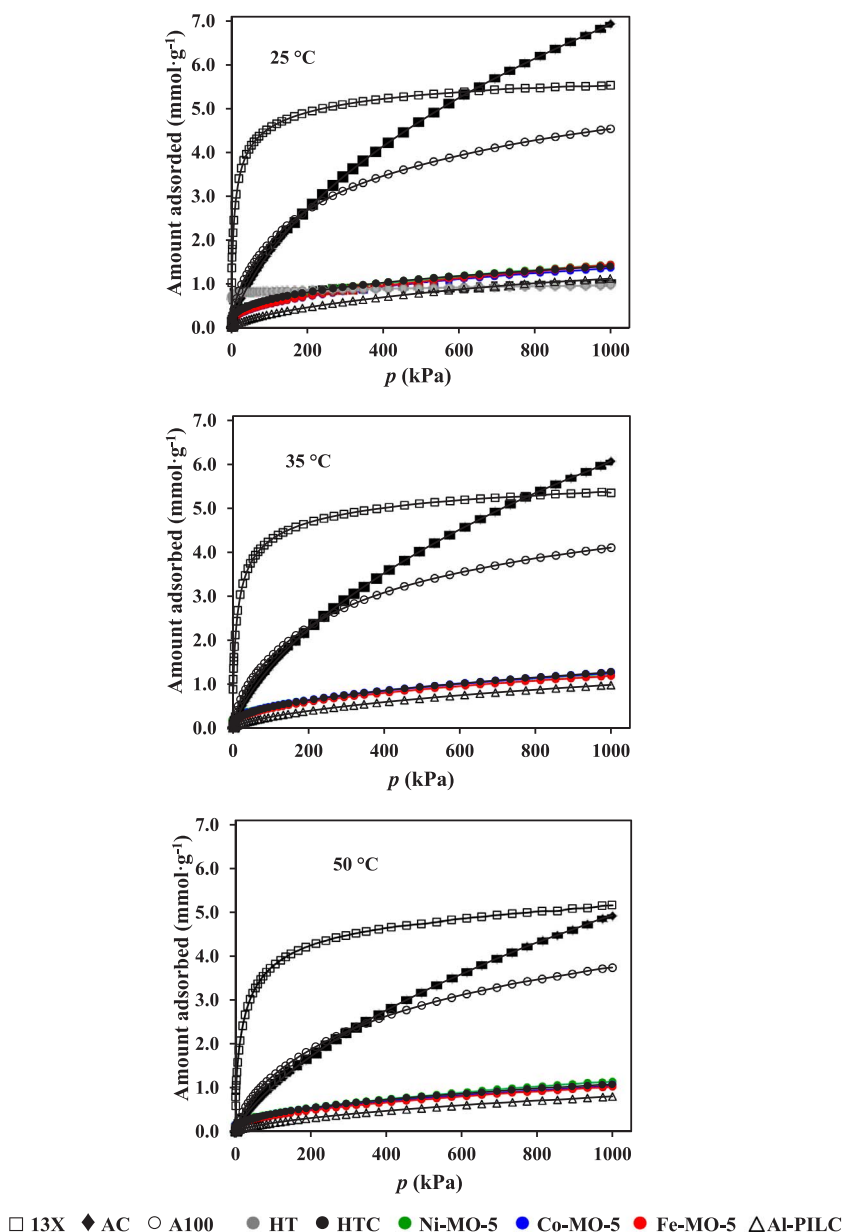 7.0
6.0
5.0
4.0
3.0
2.0
1.0
0.0
25 °C
Amount adsorded (mmol·g⁻¹)
0 200 400 600 800 1000
p (kPa)
7.0
6.0
5.0
4.0
3.0
2.0
1.0
0.0
35 °C
Amount adsorbed (mmol·g⁻¹)
0 200 400 600 800 1000
p (kPa)
7.0
6.0
5.0
4.0
3.0
2.0
1.0
0.0
50 °C
Amount adsorbed (mmol·g⁻¹)
0 200 400 600 800 1000
p (kPa)
13X AC A100 HT HTC Ni-MO-5 Co-MO-5 Fe-MO-5 Al-PILC